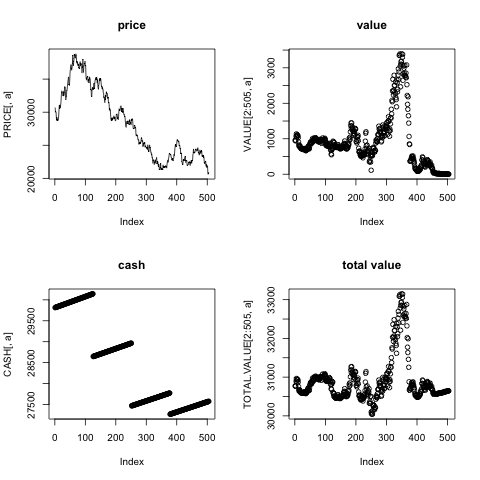 price
PRICE[, a]
20000 30000
0 100 200 300 400 500
Index
value
VALUE[2:505, a]
0 1000 2000 3000
0 100 200 300 400 500
Index
cash
CASH[, a]
27500 28500 29500
0 100 200 300 400 500
Index
total value
TOTAL.VALUE[2:505, a]
30000 31000 32000 33000
0 100 200 300 400 500
Index